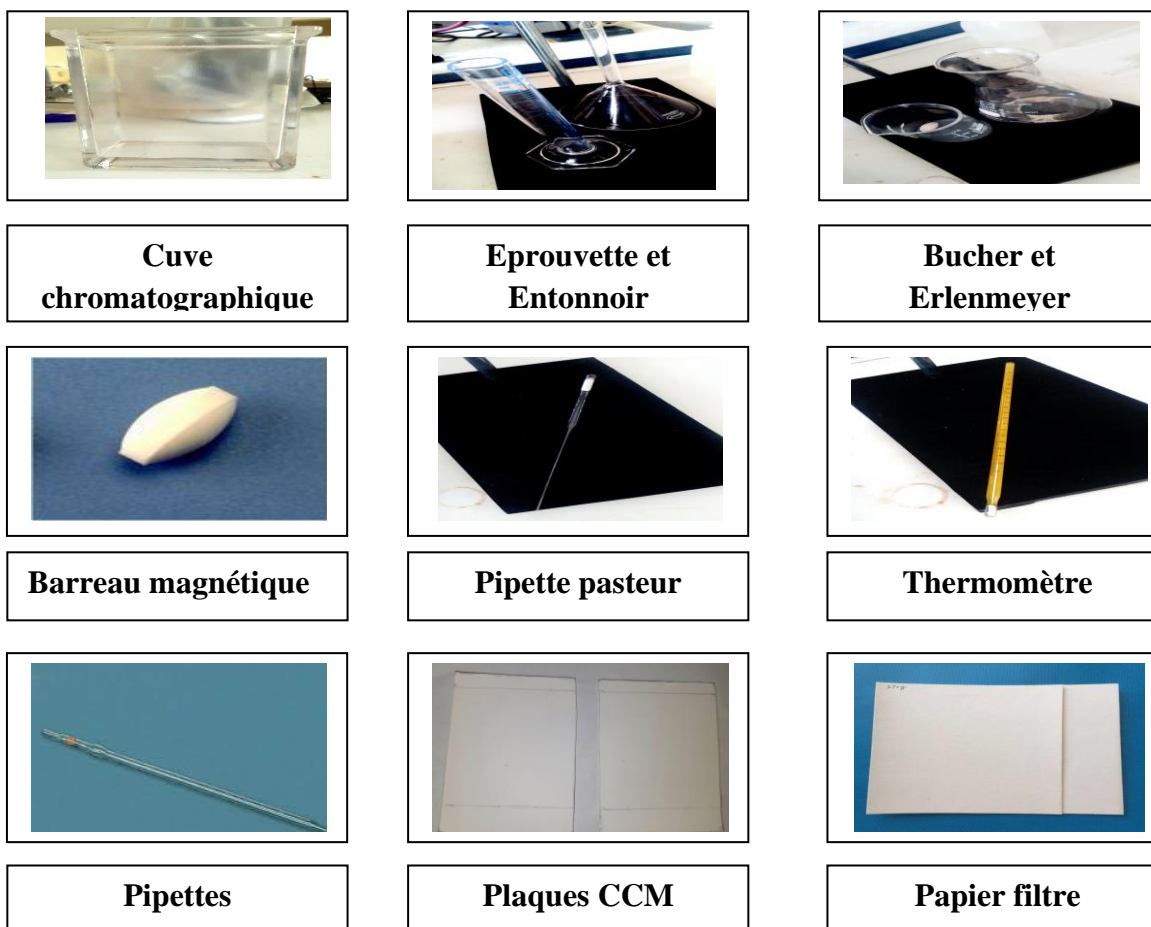 Cuve
chromatographique
Eprouvette et
Entonnoir
Bucher et
Erlenmeyer
Barreau magnétique
Pipette pasteur
Thermomètre
Pipettes
Plaques CCM
Papier filtre